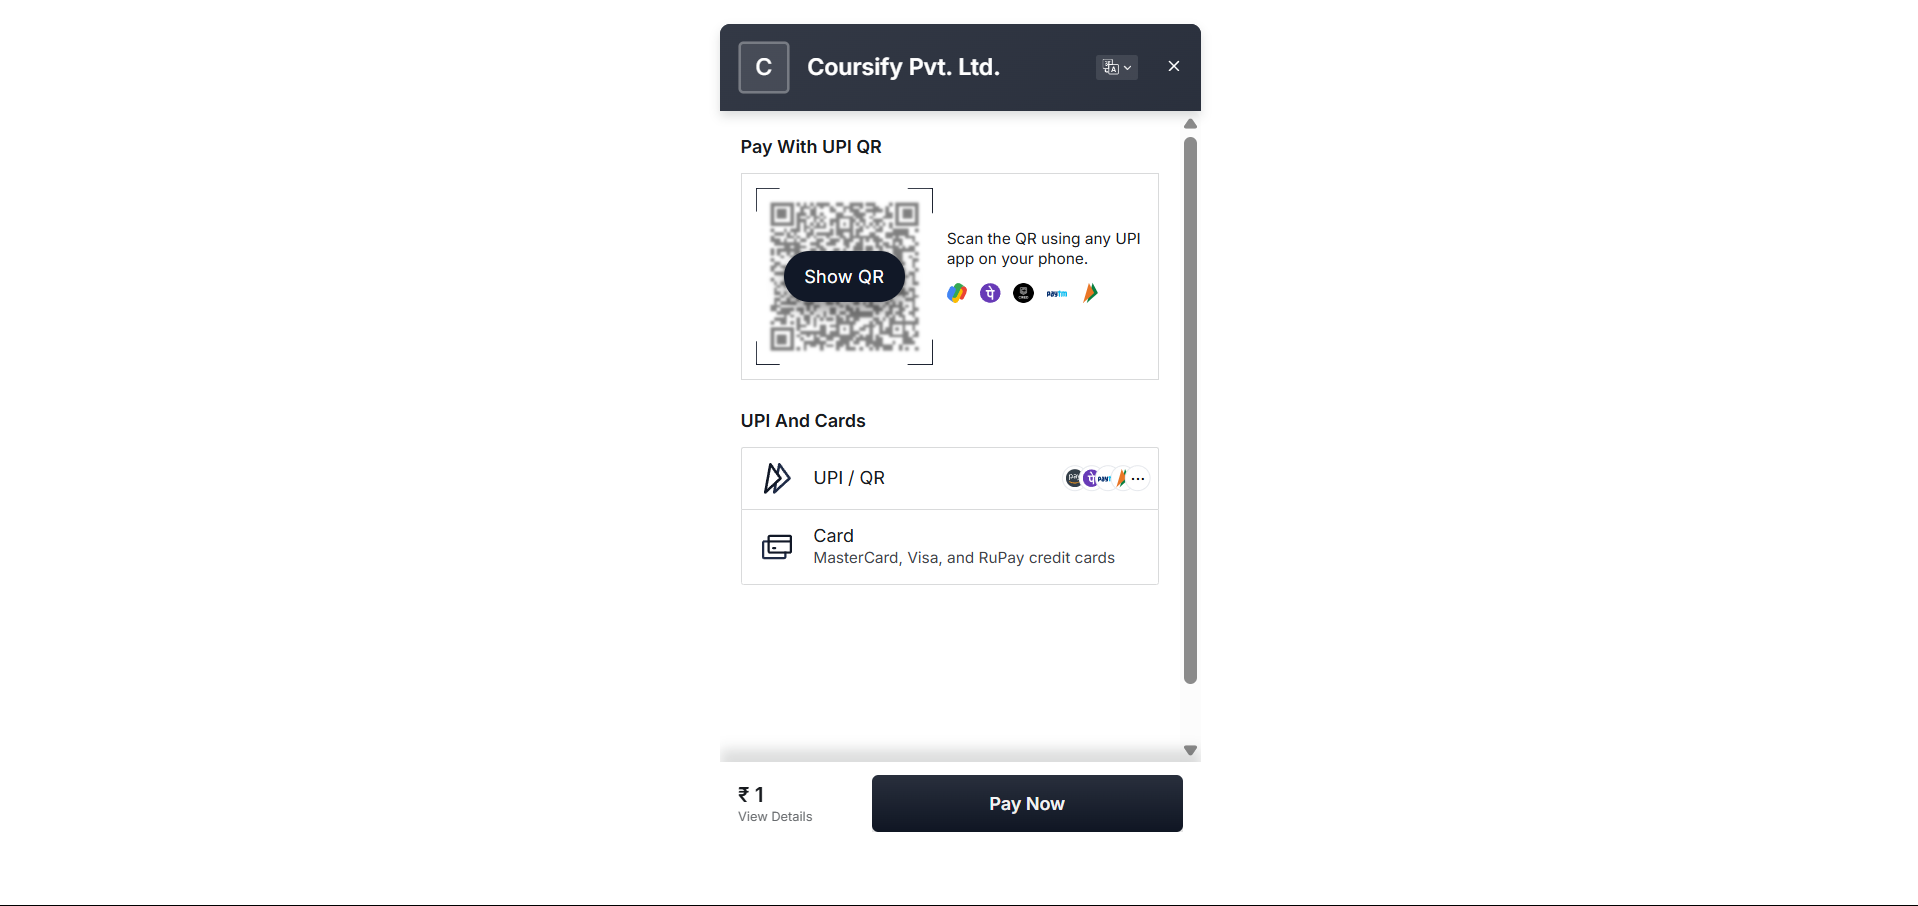 C
Coursify Pvt. Ltd.
Pay With UPI QR
Show QR
Scan the QR using any UPI
app on your phone.
paytm
UPI And Cards
UPI / QR
Card
MasterCard, Visa, and RuPay credit cards
₹ 1
View Details
Pay Now